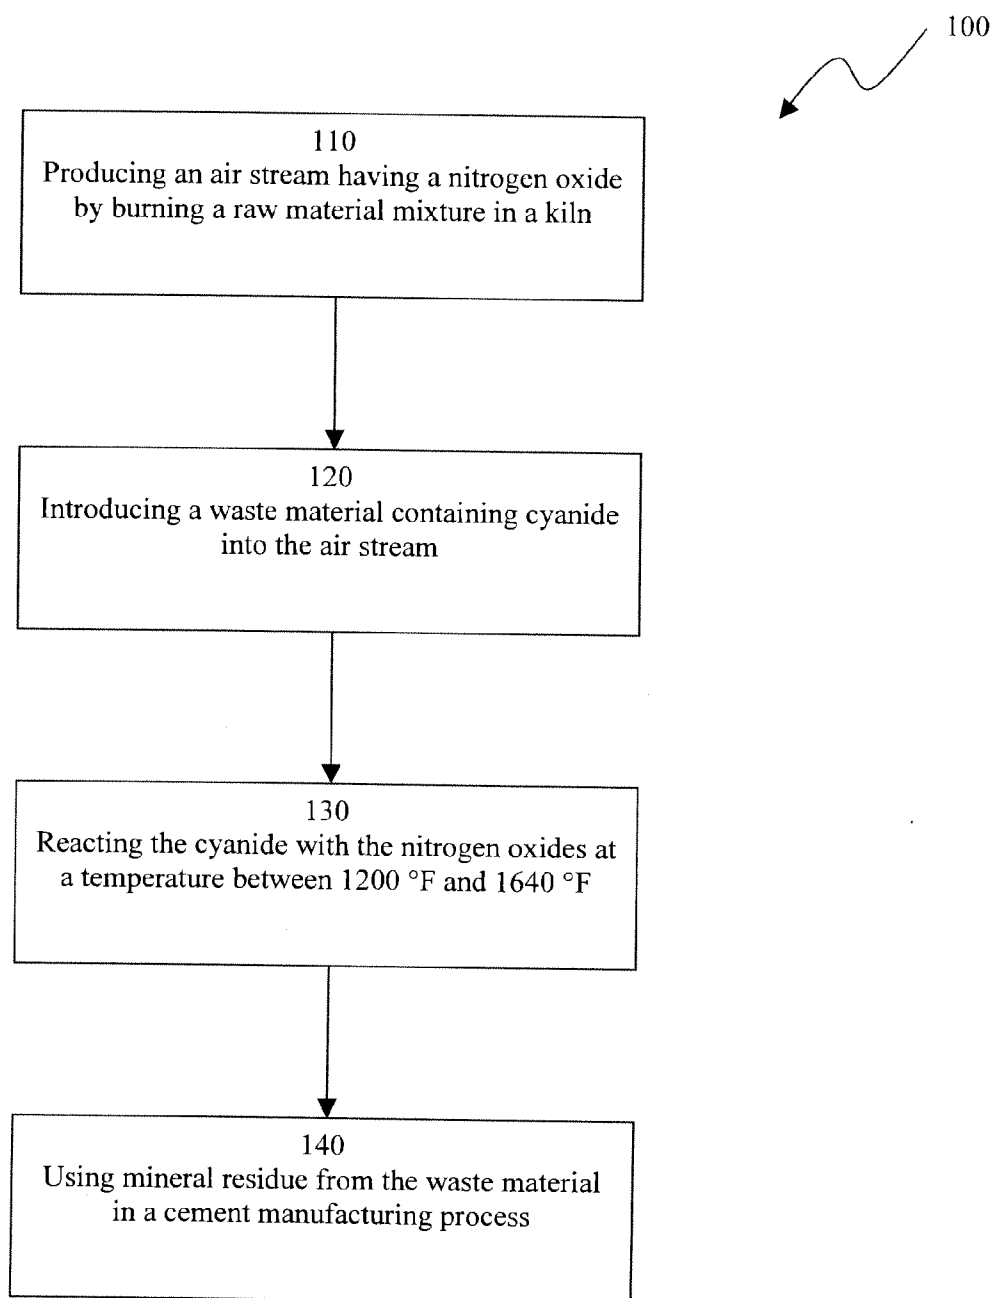 100
110
Producing an air stream having a nitrogen oxide
by burning a raw material mixture in a kiln
120
Introducing a waste material containing cyanide
into the air stream
130
Reacting the cyanide with the nitrogen oxides at
a temperature between 1200 °F and 1640 °F
140
Using mineral residue from the waste material
in a cement manufacturing process